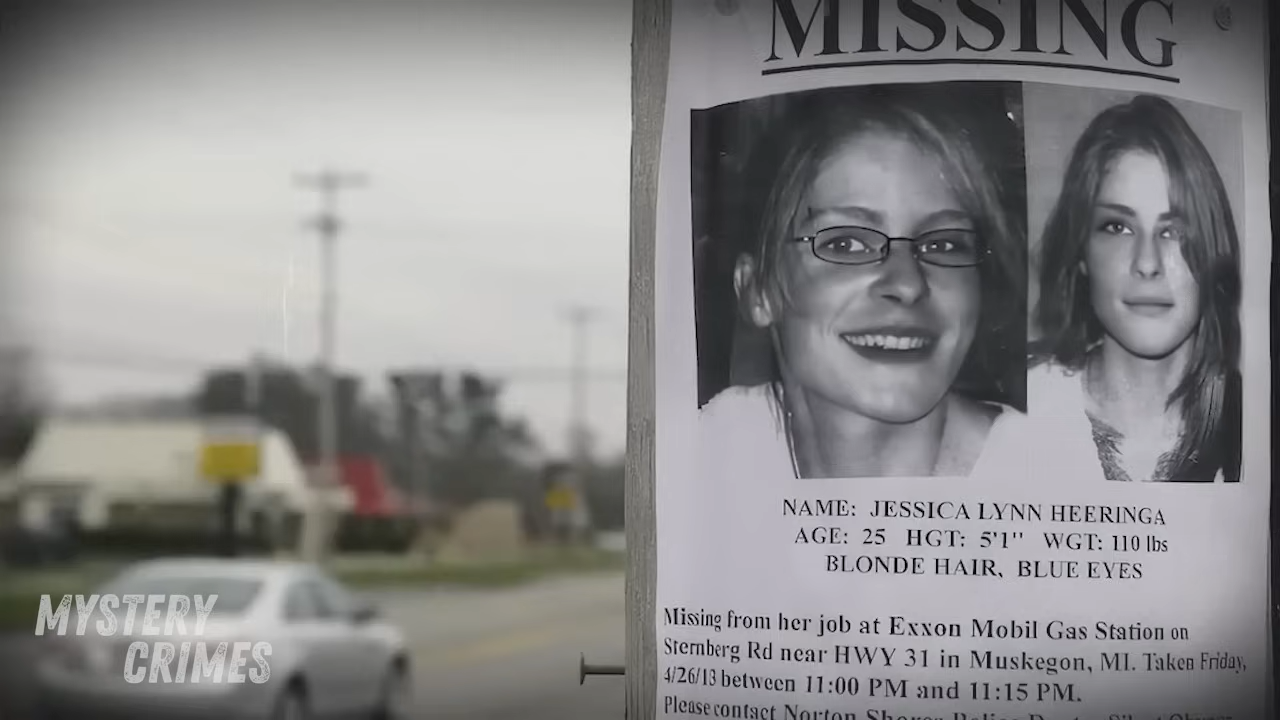 MISSING
NAME: JESSICA LYNN HEERINGA
AGE: 25 HGT: 5'1" WGT: 110 lbs
BLONDE HAIR, BLUE EYES
Missing from her job at Exxon Mobil Gas Station on
Sternberg Rd near HWY 31 in Muskegon, MI. Taken Friday,
4/26/13 between 11:00 PM and 11:15 PM.
Please contact Norton Shores Police
MYSTERY
CRIMES